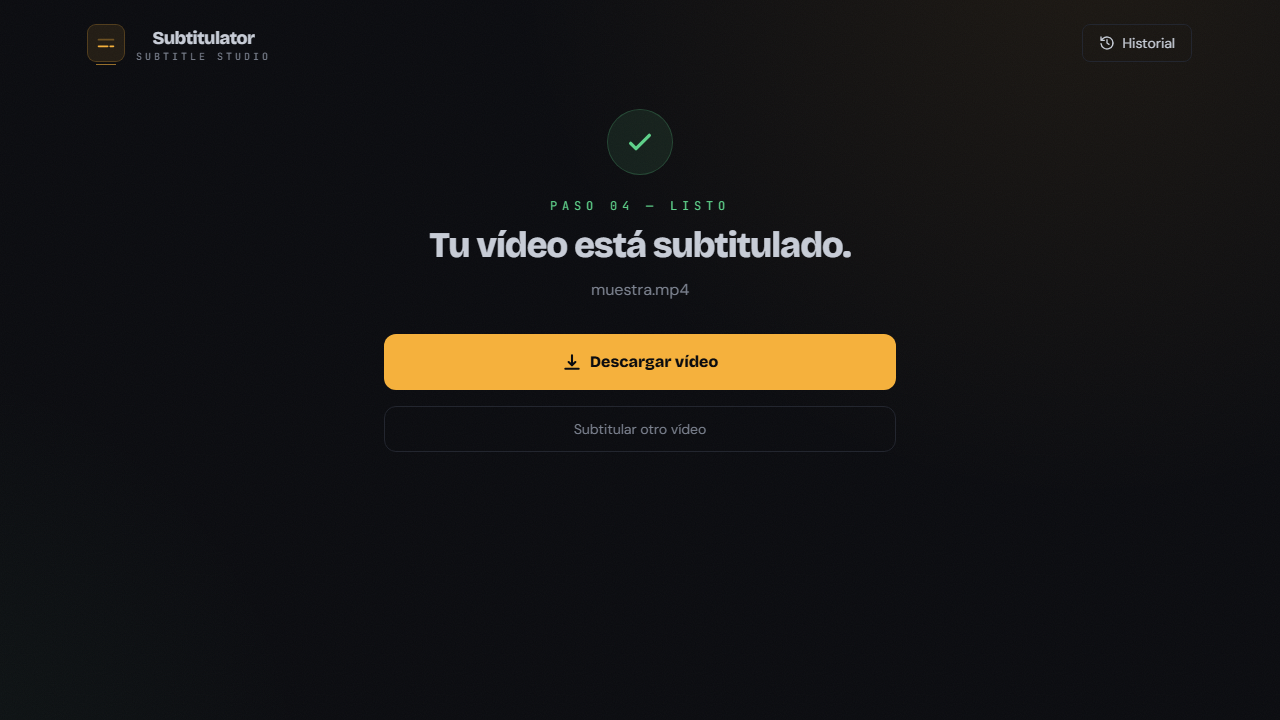 Subtitulator
SUBTITLE STUDIO
Historial
PASO 04 — LISTO
Tu vídeo está subtitulado.
muestra.mp4
Descargar vídeo
Subtitular otro vídeo